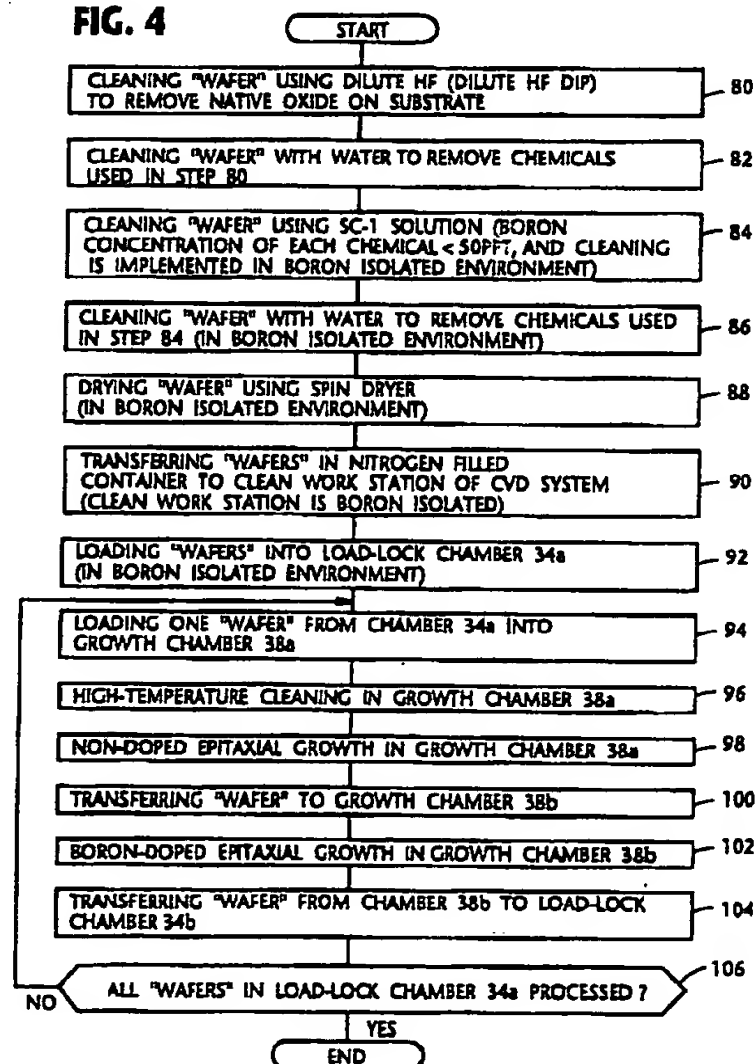 FIG. 4
START
CLEANING "WAFER" USING DILUTE HF (DILUTE HF DIP)
TO REMOVE NATIVE OXIDE ON SUBSTRATE
80
CLEANING "WAFER" WITH WATER TO REMOVE CHEMICALS
USED IN STEP 80
82
CLEANING "WAFER" USING SC-1 SOLUTION (BORON
CONCENTRATION OF EACH CHEMICAL < 50PPT, AND CLEANING
IS IMPLEMENTED IN BORON ISOLATED ENVIRONMENT)
84
CLEANING "WAFER" WITH WATER TO REMOVE CHEMICALS USED
IN STEP 84 (IN BORON ISOLATED ENVIRONMENT)
86
DRYING "WAFER" USING SPIN DRYER
(IN BORON ISOLATED ENVIRONMENT)
88
TRANSFERRING "WAFERS" IN NITROGEN FILLED
CONTAINER TO CLEAN WORK STATION OF CVD SYSTEM
(CLEAN WORK STATION IS BORON ISOLATED)
90
LOADING "WAFERS" INTO LOAD-LOCK CHAMBER 34a
(IN BORON ISOLATED ENVIRONMENT)
92
LOADING ONE "WAFER" FROM CHAMBER 34a INTO
GROWTH CHAMBER 38a
94
HIGH-TEMPERATURE CLEANING IN GROWTH CHAMBER 38a
96
NON-DOPED EPITAXIAL GROWTH IN GROWTH CHAMBER 38a
98
TRANSFERRING "WAFER" TO GROWTH CHAMBER 38b
100
BORON-DOPED EPITAXIAL GROWTH IN GROWTH CHAMBER 38b
102
TRANSFERRING "WAFER" FROM CHAMBER 38b TO LOAD-LOCK
CHAMBER 34b
104
ALL "WAFERS" IN LOAD-LOCK CHAMBER 34a PROCESSED ?
106
NO
YES
END